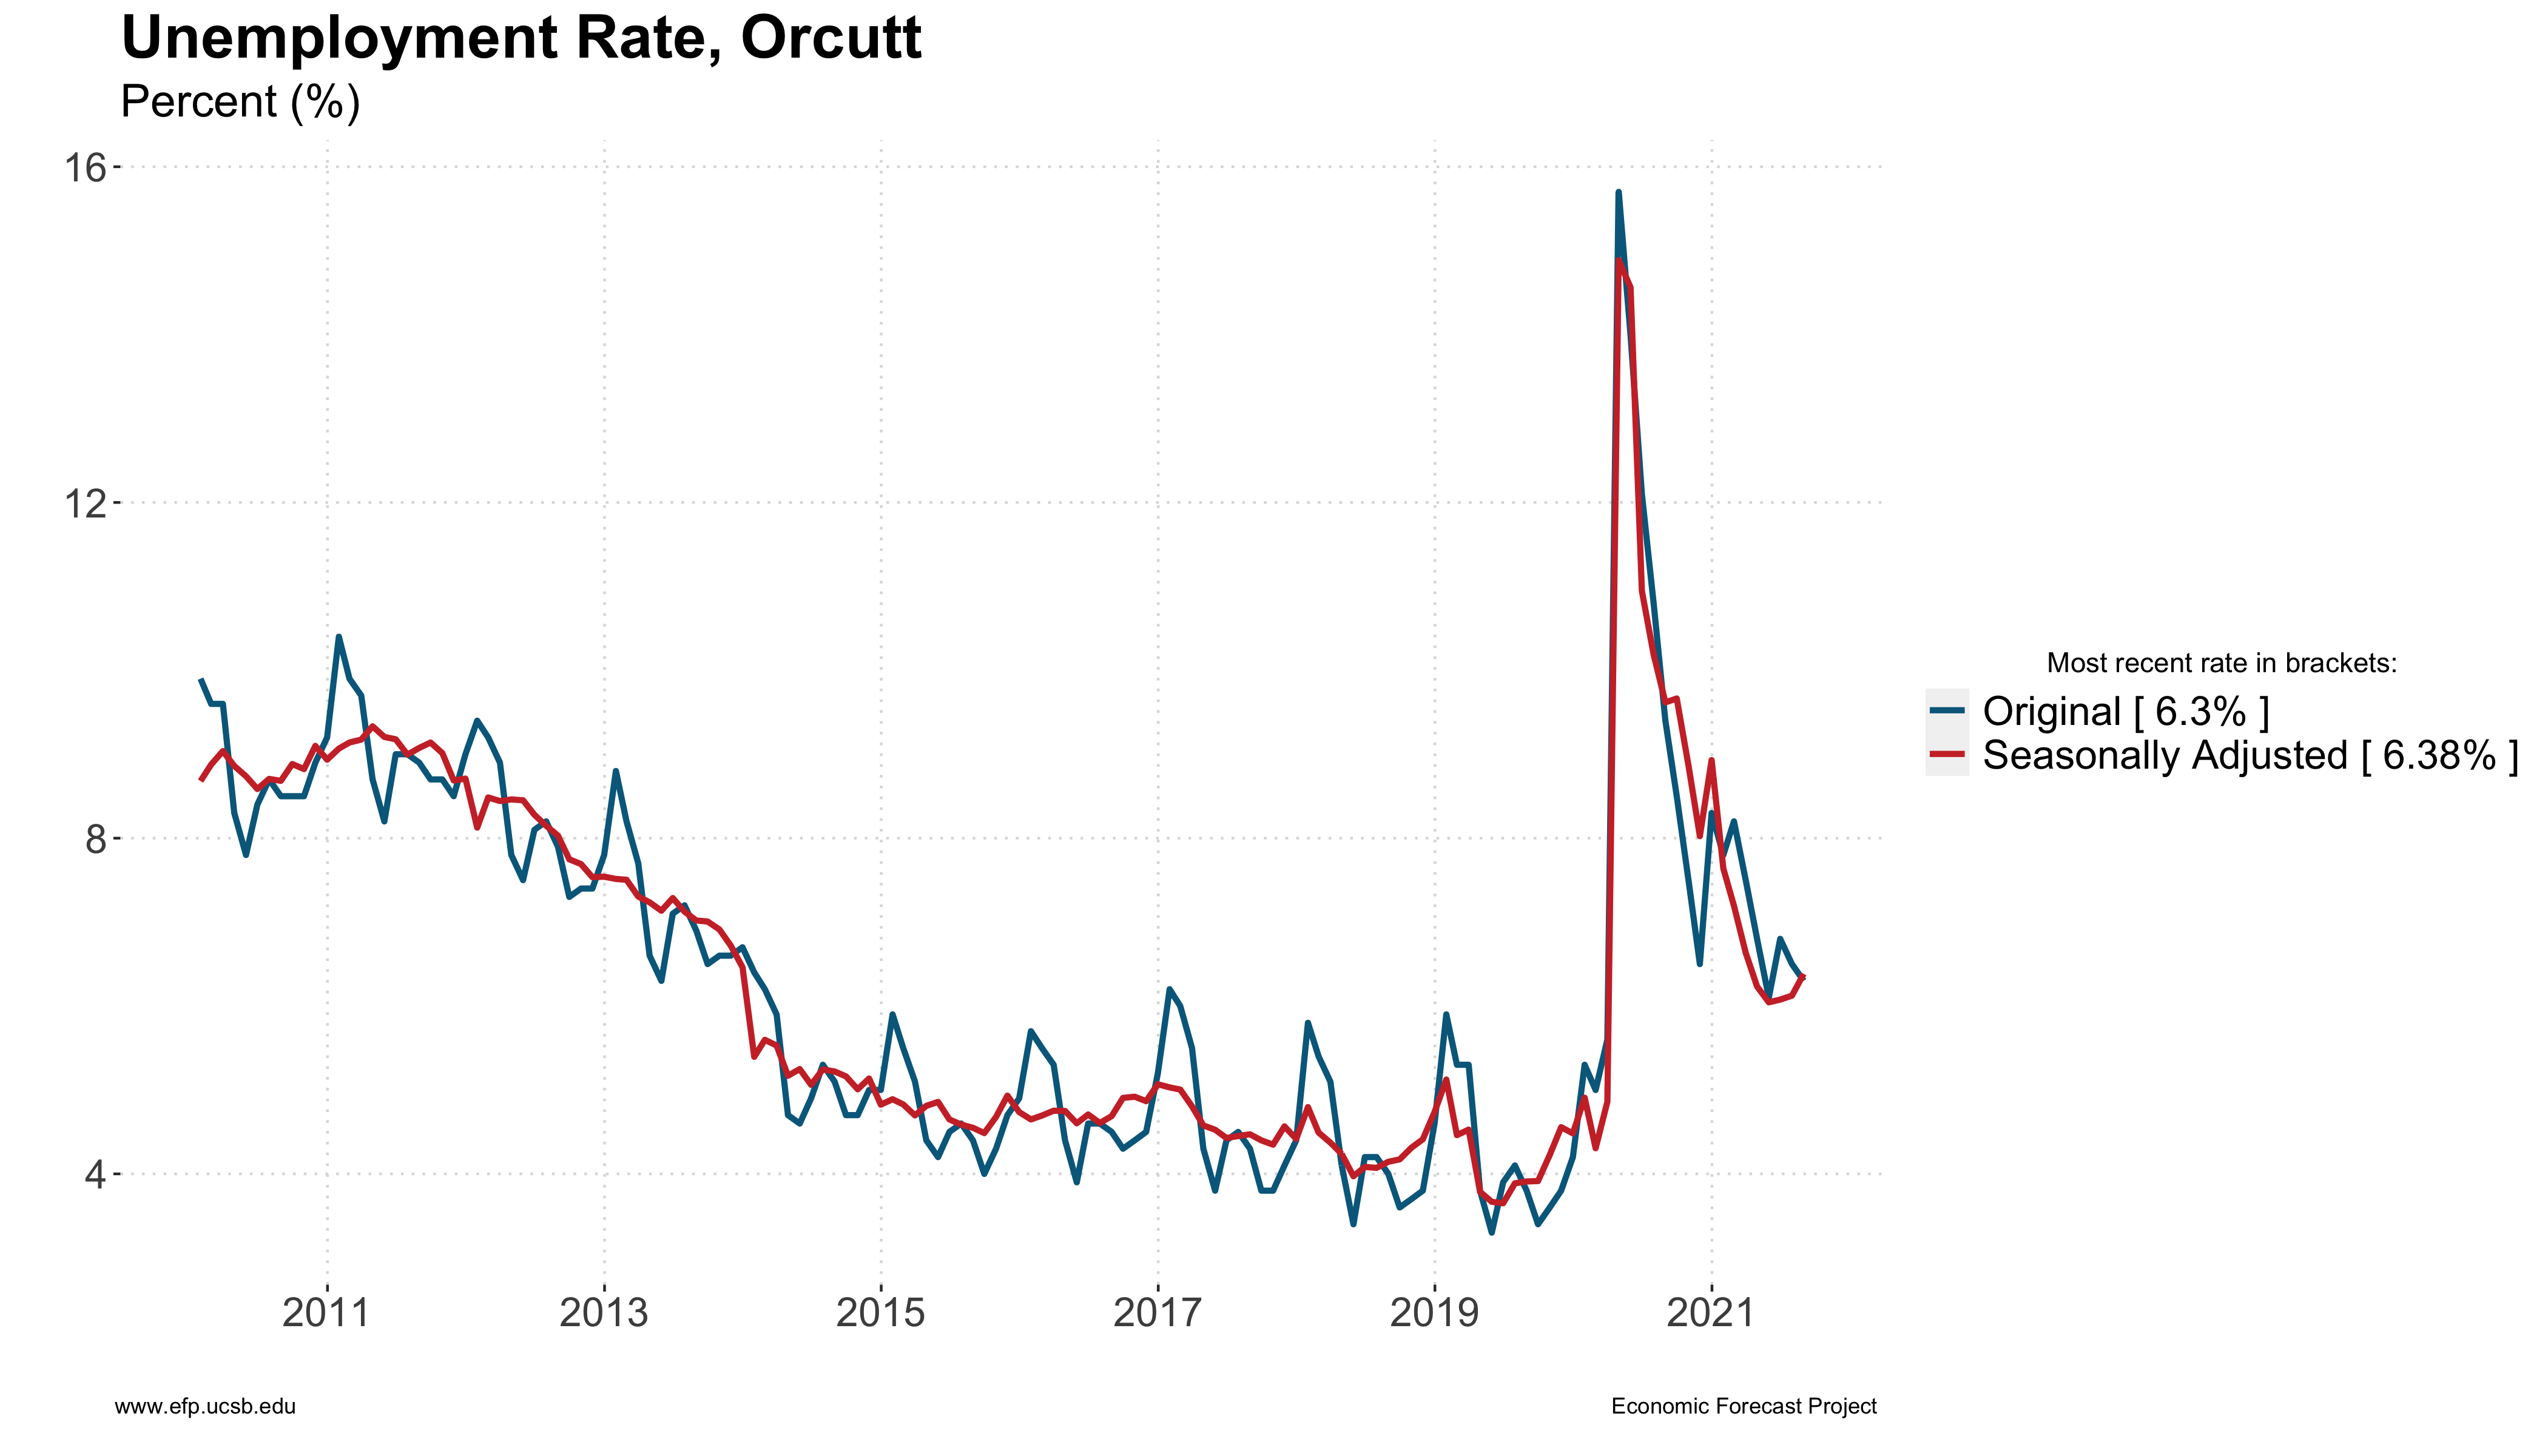 Unemployment Rate, Orcutt
Percent (%)
16
12
8
4
2011 2013 2015 2017 2019 2021
Most recent rate in brackets:
Original [ 6.3% ]
Seasonally Adjusted [ 6.38% ]
www.efp.ucsb.edu
Economic Forecast Project